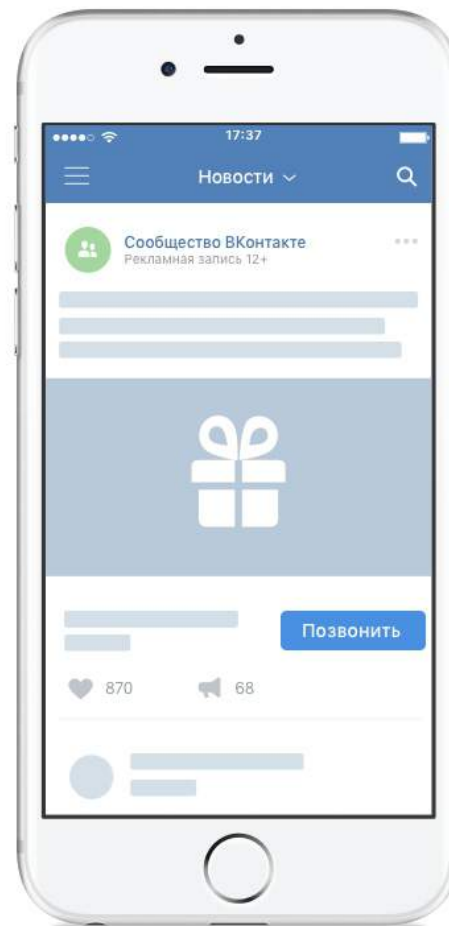 17:37
Новости
Сообщество ВКонтакте
Рекламная запись 12+
Позвонить
870
68